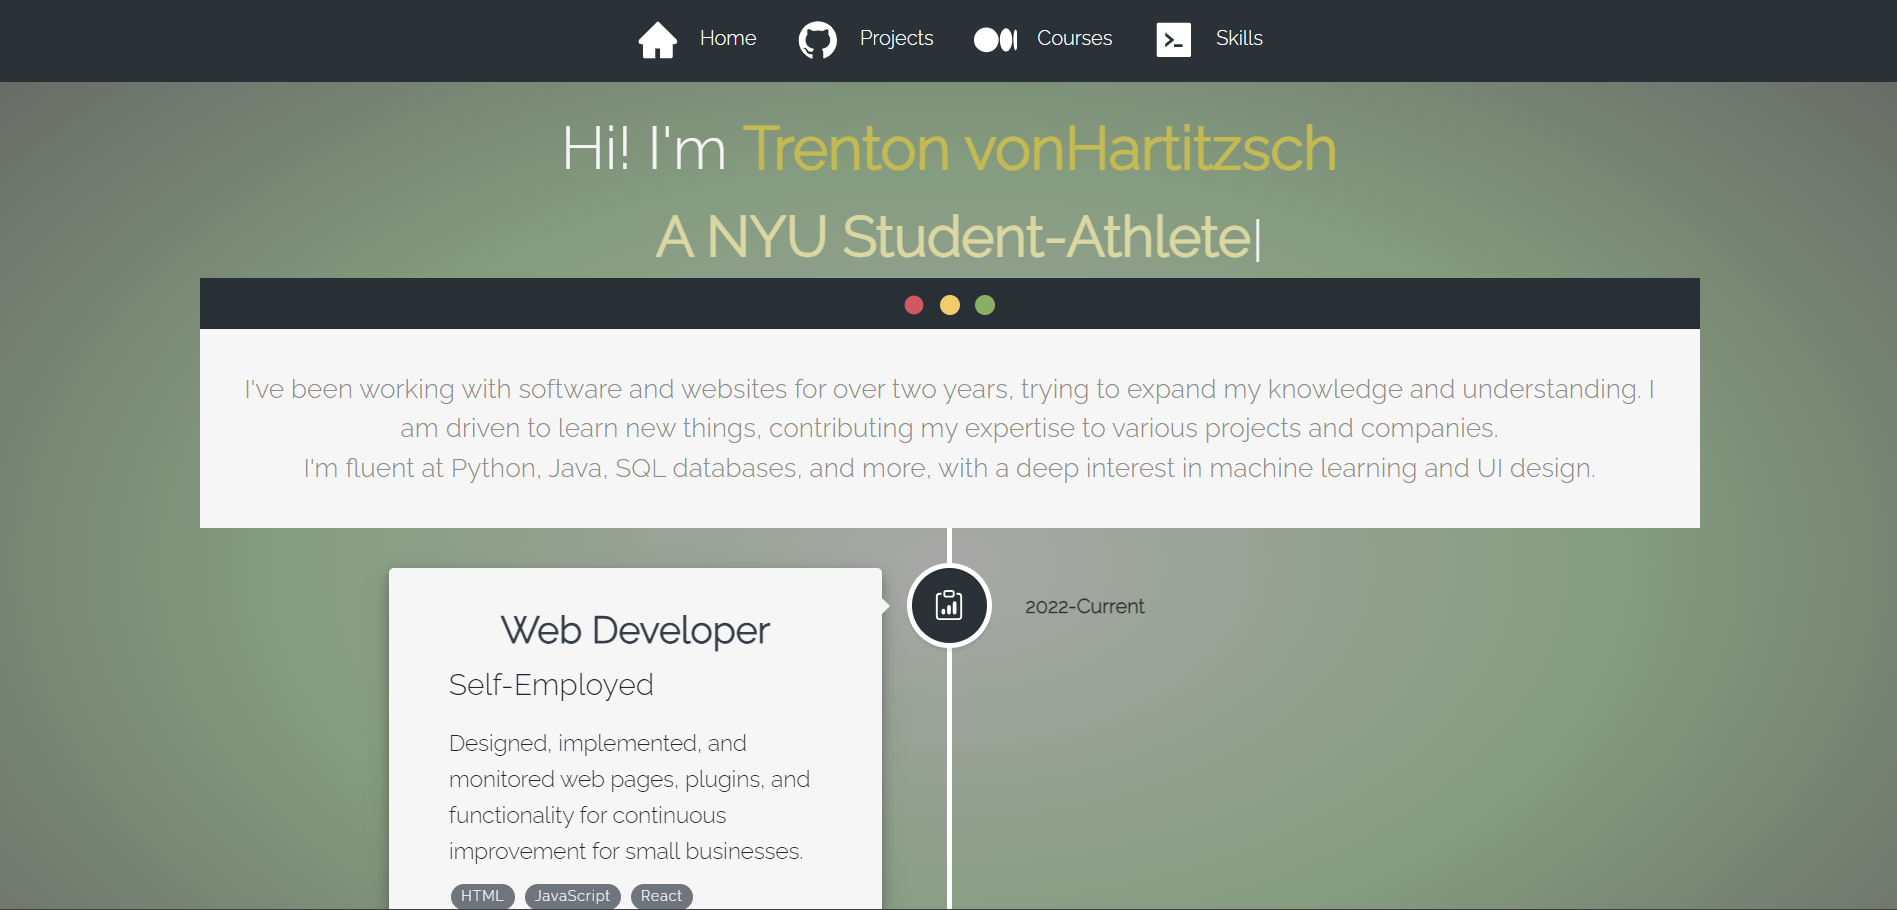 Home Projects Courses Skills
Hi! I'm Trenton vonHartitzsch
A NYU Student-Athlete|
I've been working with software and websites for over two years, trying to expand my knowledge and understanding. I
am driven to learn new things, contributing my expertise to various projects and companies.
I'm fluent at Python, Java, SQL databases, and more, with a deep interest in machine learning and UI design.
2022-Current
Web Developer
Self-Employed
Designed, implemented, and
monitored web pages, plugins, and
functionality for continuous
improvement for small businesses.
HTML JavaScript React